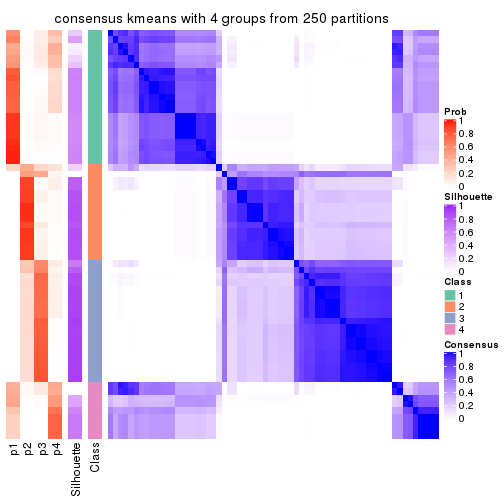 consensus kmeans with 4 groups from 250 partitions
Prob
1
0.8
0.6
0.4
0.2
0
Silhouette
1
0.8
0.6
0.4
0.2
0
Class
1
2
3
4
Consensus
1
0.8
0.6
0.4
0.2
0
p1
p2
p3
p4
Silhouette
Class